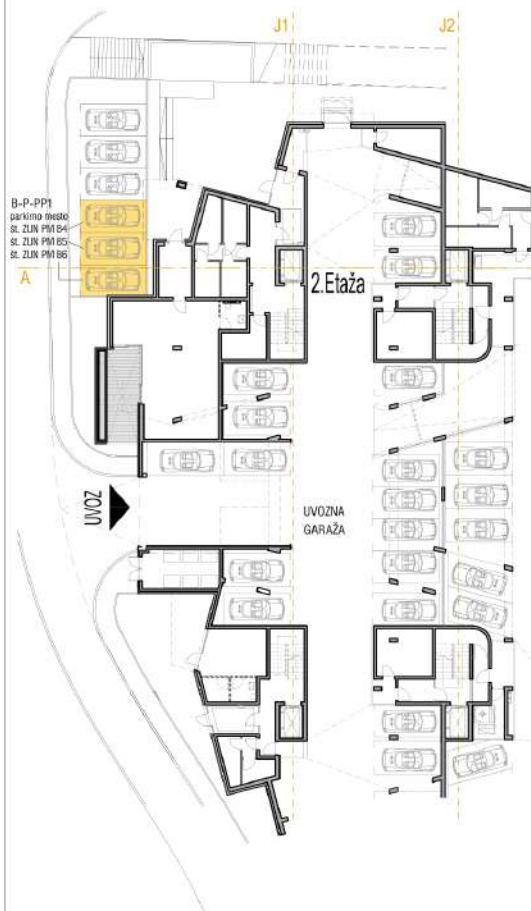 J1
J2
B-P-PP1
parkirno mesto
št. ZUN PM 84
št. ZUN PM 85
št. ZUN PM 86
A
2.Etaža
UVOZ
UVOZNA
GARAŽA